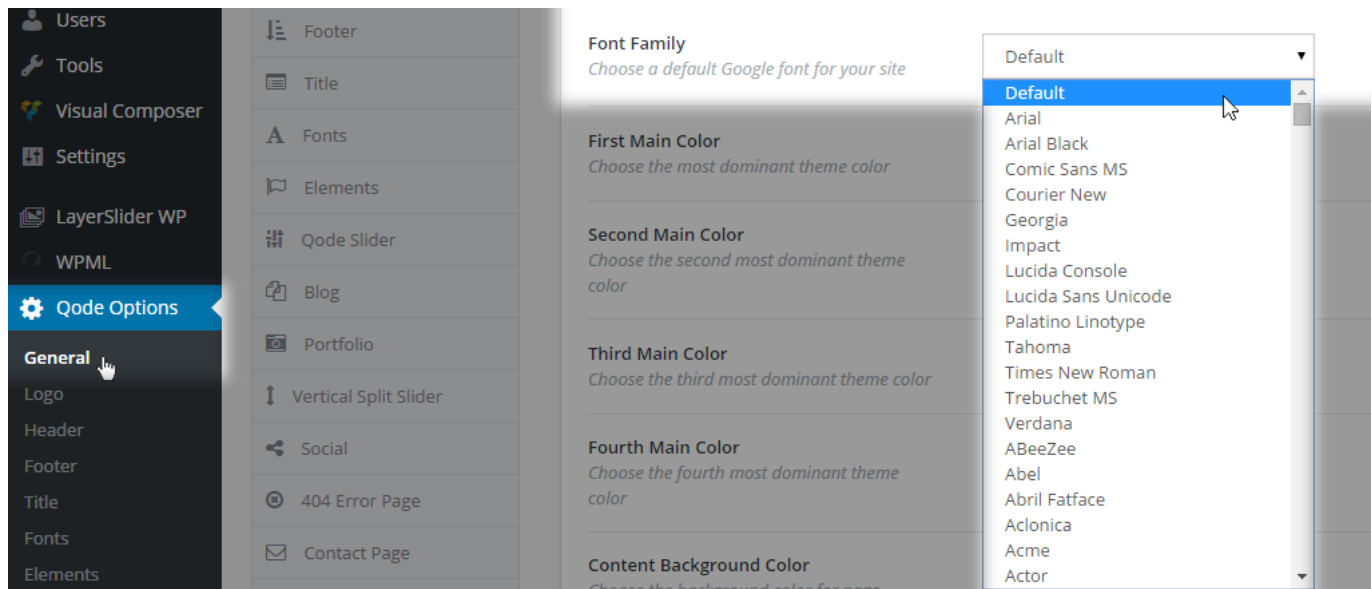 Users
Tools
Visual Composer
Settings
LayerSlider WP
WPML
Qode Options
General
Logo
Header
Footer
Title
Fonts
Elements
Footer
Title
Fonts
Elements
Qode Slider
Blog
Portfolio
Vertical Split Slider
Social
404 Error Page
Contact Page
Font Family
Choose a default Google font for your site
First Main Color
Choose the most dominant theme color
Second Main Color
Choose the second most dominant theme
color
Third Main Color
Choose the third most dominant theme color
Fourth Main Color
Choose the fourth most dominant theme
color
Content Background Color
Choose the background color for page
Default
Default
Arial
Arial Black
Comic Sans MS
Courier New
Georgia
Impact
Lucida Console
Lucida Sans Unicode
Palatino Linotype
Tahoma
Times New Roman
Trebuchet MS
Verdana
ABeeZee
Abel
Abril Fatface
Aclonica
Acme
Actor